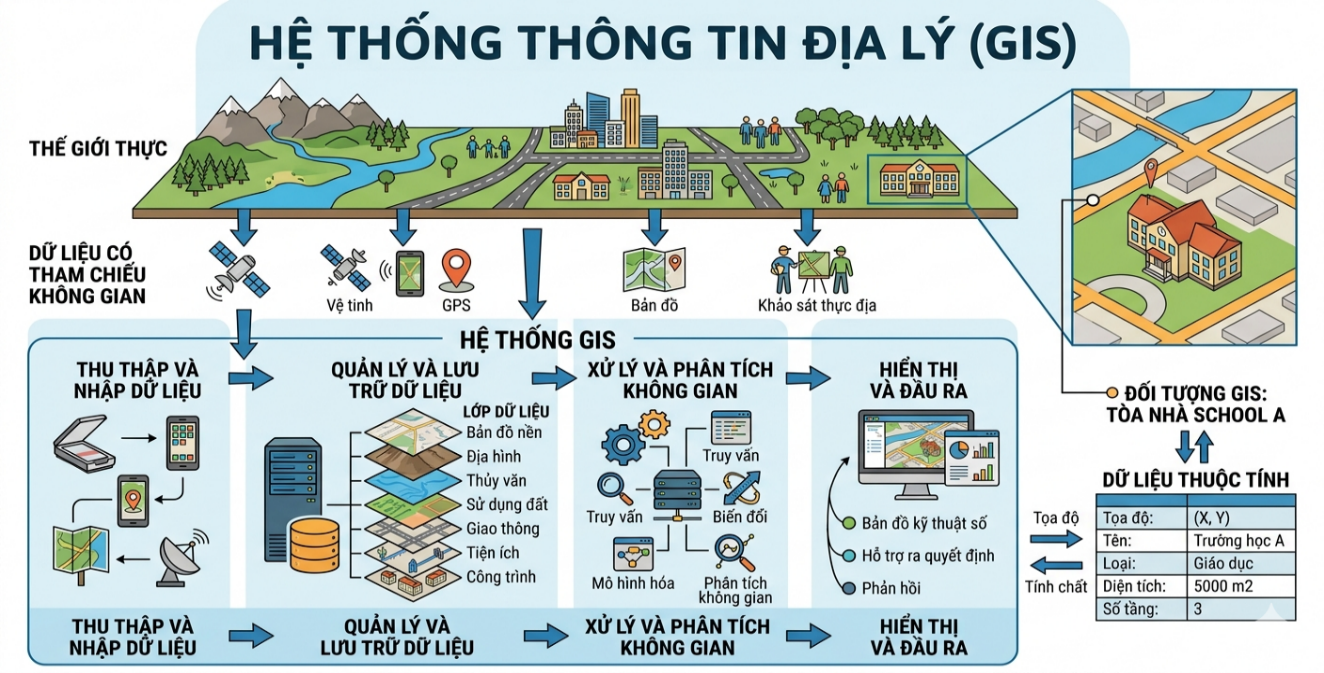 HỆ THỐNG THÔNG TIN ĐỊA LÝ (GIS)
THẾ GIỚI THỰC
DỮ LIỆU CÓ
THAM CHIẾU
KHÔNG GIAN
Vệ tinh
GPS
Bản đồ
Khảo sát thực địa
HỆ THỐNG GIS
THU THẬP VÀ
NHẬP DỮ LIỆU
QUẢN LÝ VÀ LƯU
TRỮ DỮ LIỆU
LỚP DỮ LIỆU
Bản đồ nền
Địa hình
Thủy văn
Sử dụng đất
Giao thông
Tiện ích
Công trình
XỬ LÝ VÀ PHÂN TÍCH
KHÔNG GIAN
Truy vấn
Truy vấn
Biến đổi
Mô hình hóa
Phân tích
không gian
HIỂN THỊ
VÀ ĐẦU RA
Bản đồ kỹ thuật số
Hỗ trợ ra quyết định
Phản hồi
THU THẬP VÀ
NHẬP DỮ LIỆU
QUẢN LÝ VÀ
LƯU TRỮ DỮ LIỆU
XỬ LÝ VÀ PHÂN TÍCH
KHÔNG GIAN
HIỂN THỊ
VÀ ĐẦU RA
ĐỐI TƯỢNG GIS:
TÒA NHÀ SCHOOL A
DỮ LIỆU THUỘC TÍNH
Tọa độ
Tính chất
Tọa độ: (X, Y)
Tên: Trường học A
Loại: Giáo dục
Diện tích: 5000 m2
Số tầng: 3